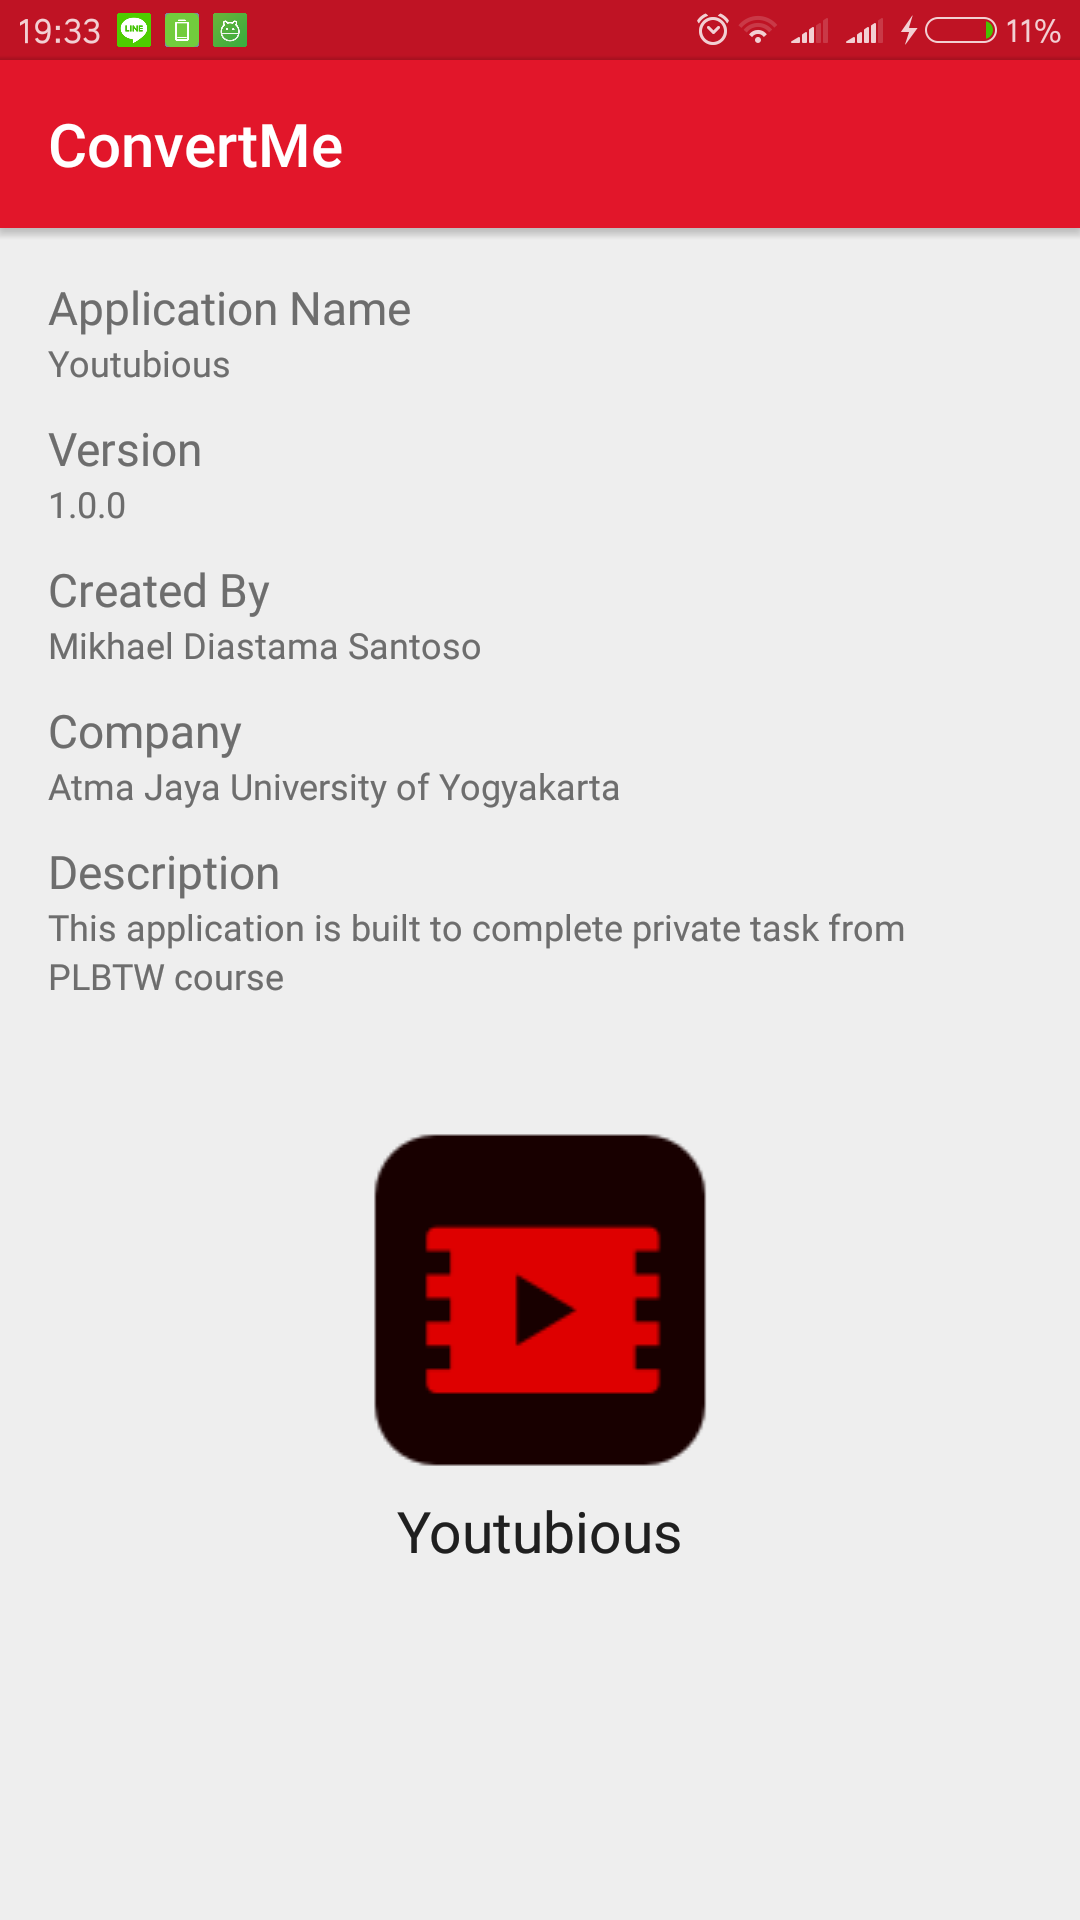 19:33 LINE 11%
ConvertMe
Application Name
Youtubious
Version
1.0.0
Created By
Mikhael Diastama Santoso
Company
Atma Jaya University of Yogyakarta
Description
This application is built to complete private task from
PLBTW course
Youtubious